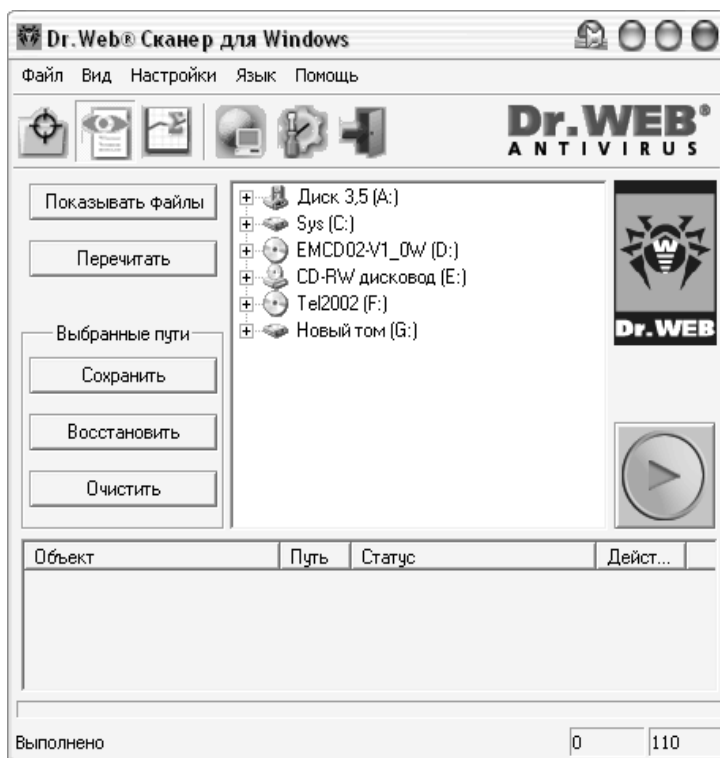 Dr.Web® Сканер для Windows
Файл Вид Настройки Язык Помощь
Dr.WEB®
ANTIVIRUS
Показывать файлы
Перечитать
Выбранные пути
Сохранить
Восстановить
Очистить
Диск 3,5 (A:)
Sys (C:)
EMCD02-V1_0W (D:)
CD-RW дисковод (E:)
Tel2002 (F:)
Новый том (G:)
Dr.WEB
Объект Путь Статус Дейст...
Выполнено 0 110